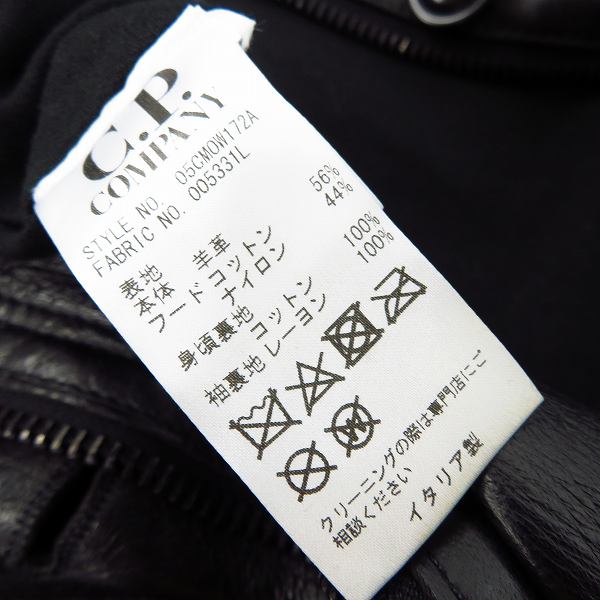 C.P.
COMPANY
STYLE NO. 05CMOW172A
FABRIC NO. 005331L
表地
本体 羊革
フード コットン 56%
ナイロン 44%
身頃裏地 コットン 100%
袖裏地 レーヨン 100%
クリーニングの際は専門店にご
相談ください
イタリア製